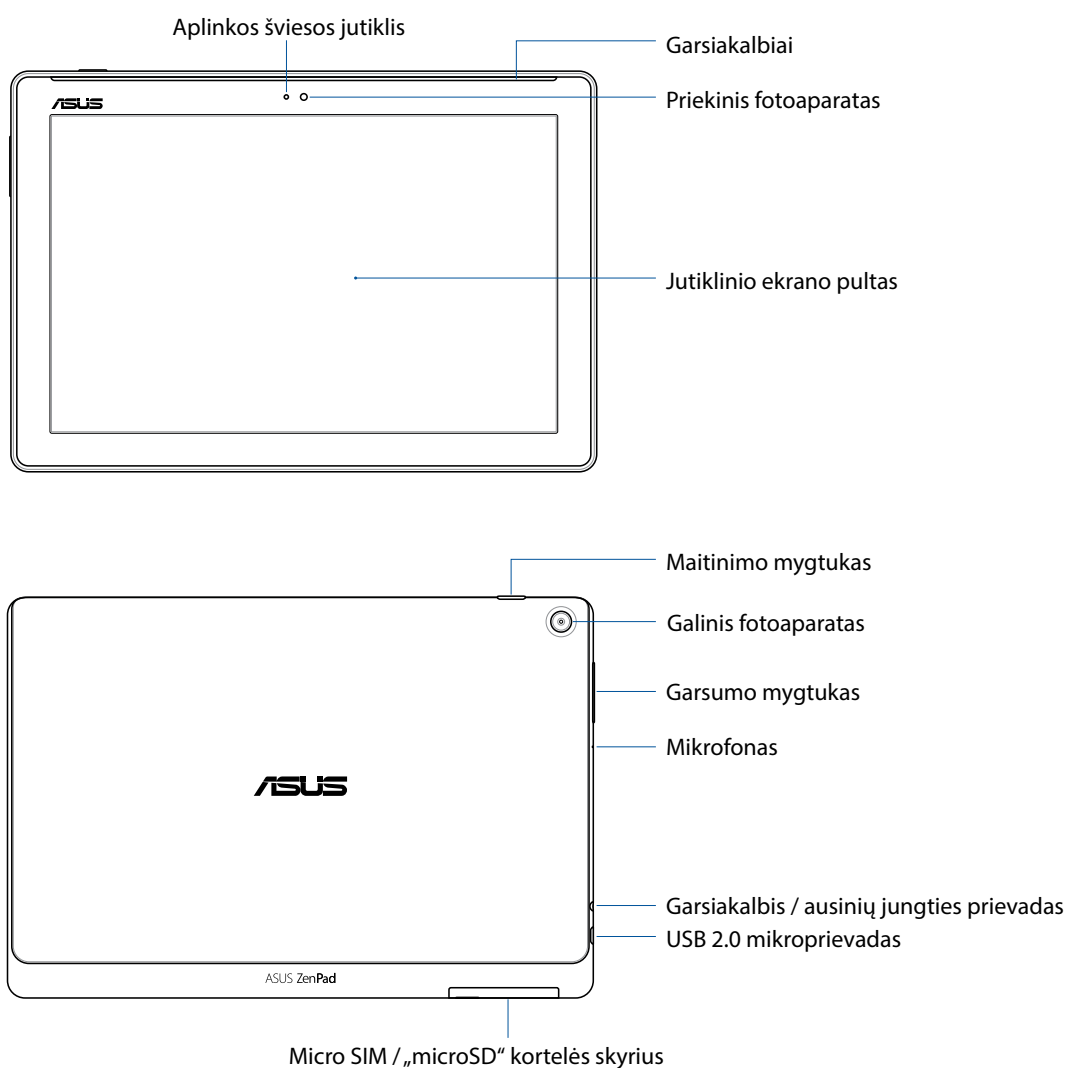 Aplinkos šviesos jutiklis
Garsiakalbiai
ASUS
Priekinis fotoaparatas
Jutiklinio ekrano pultas
Maitinimo mygtukas
Galinis fotoaparatas
Garsumo mygtukas
Mikrofonas
ASUS
Garsiakalbis / ausinių jungties prievadas
USB 2.0 mikroprievadas
ASUS ZenPad
Micro SIM / „microSD“ kortelės skyrius